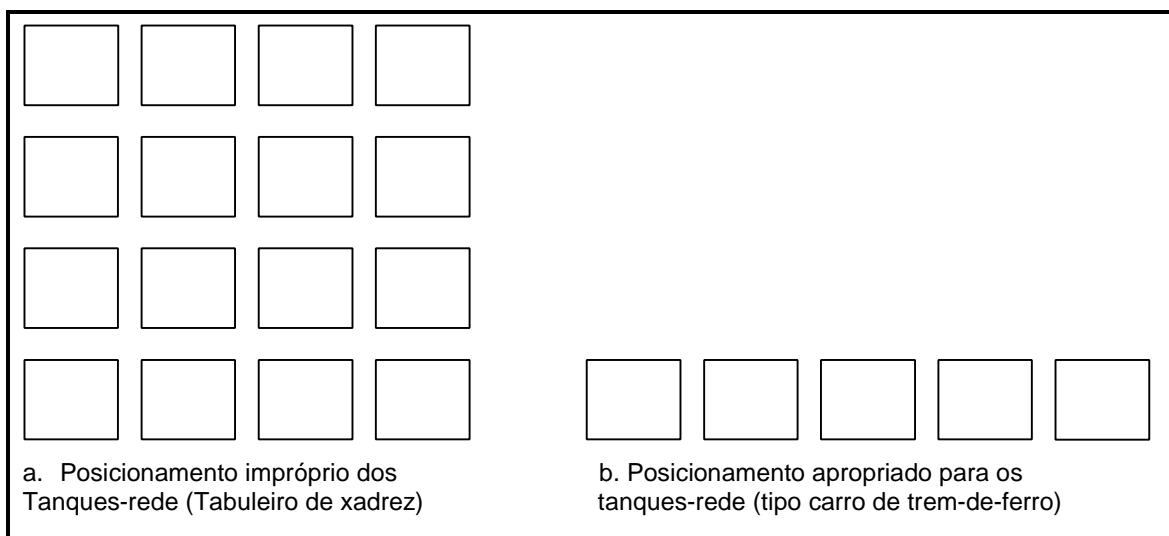 a. Posicionamento impróprio dos
Tanques-rede (Tabuleiro de xadrez)
b. Posicionamento apropriado para os
tanques-rede (tipo carro de trem-de-ferro)